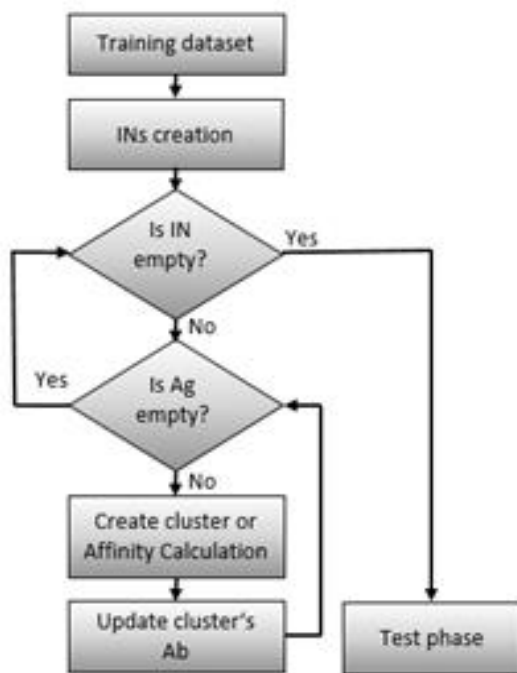 Training dataset
INs creation
Is IN
empty?
Yes
No
Is Ag
empty?
Yes
No
Create cluster or
Affinity Calculation
Update cluster's
Ab
Test phase